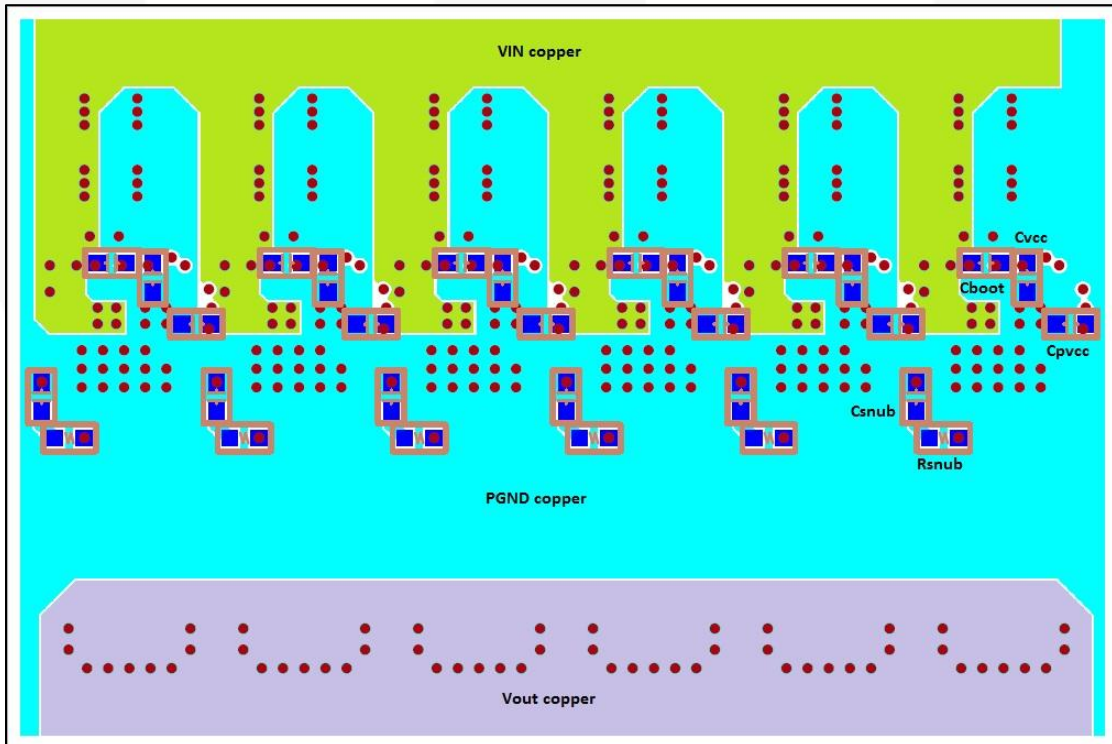 VIN copper
Cvcc
Cboot
Cpvcc
Csnub
Rsnub
PGND copper
Vout copper